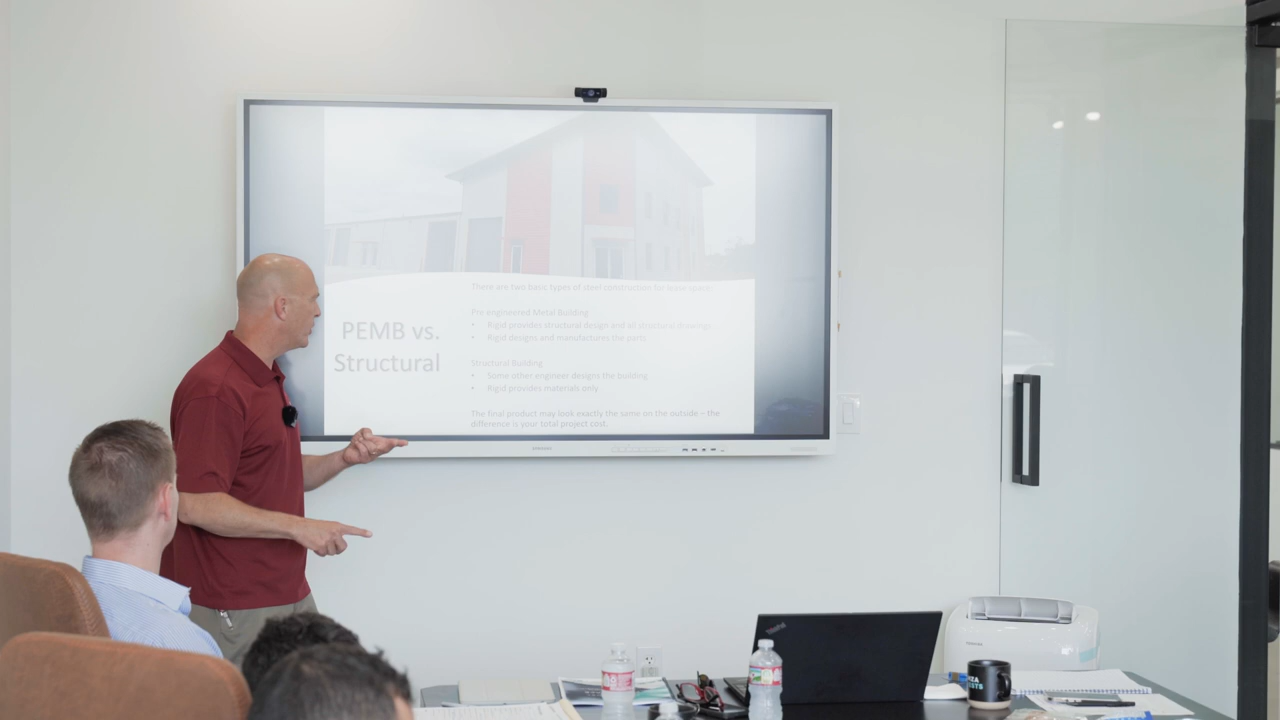 There are two basic types of steel construction for
Pre Engineered Metal Building
• Rigid provides structural design and all structural drawings
• Rigid designs and manufactures the parts
PEMB vs.
Structural
Structural Building
• Some other engineer designs the building
• Rigid provides materials only
The final product may look exactly the same on the outside – the
difference is your total project cost.
ThinkPad